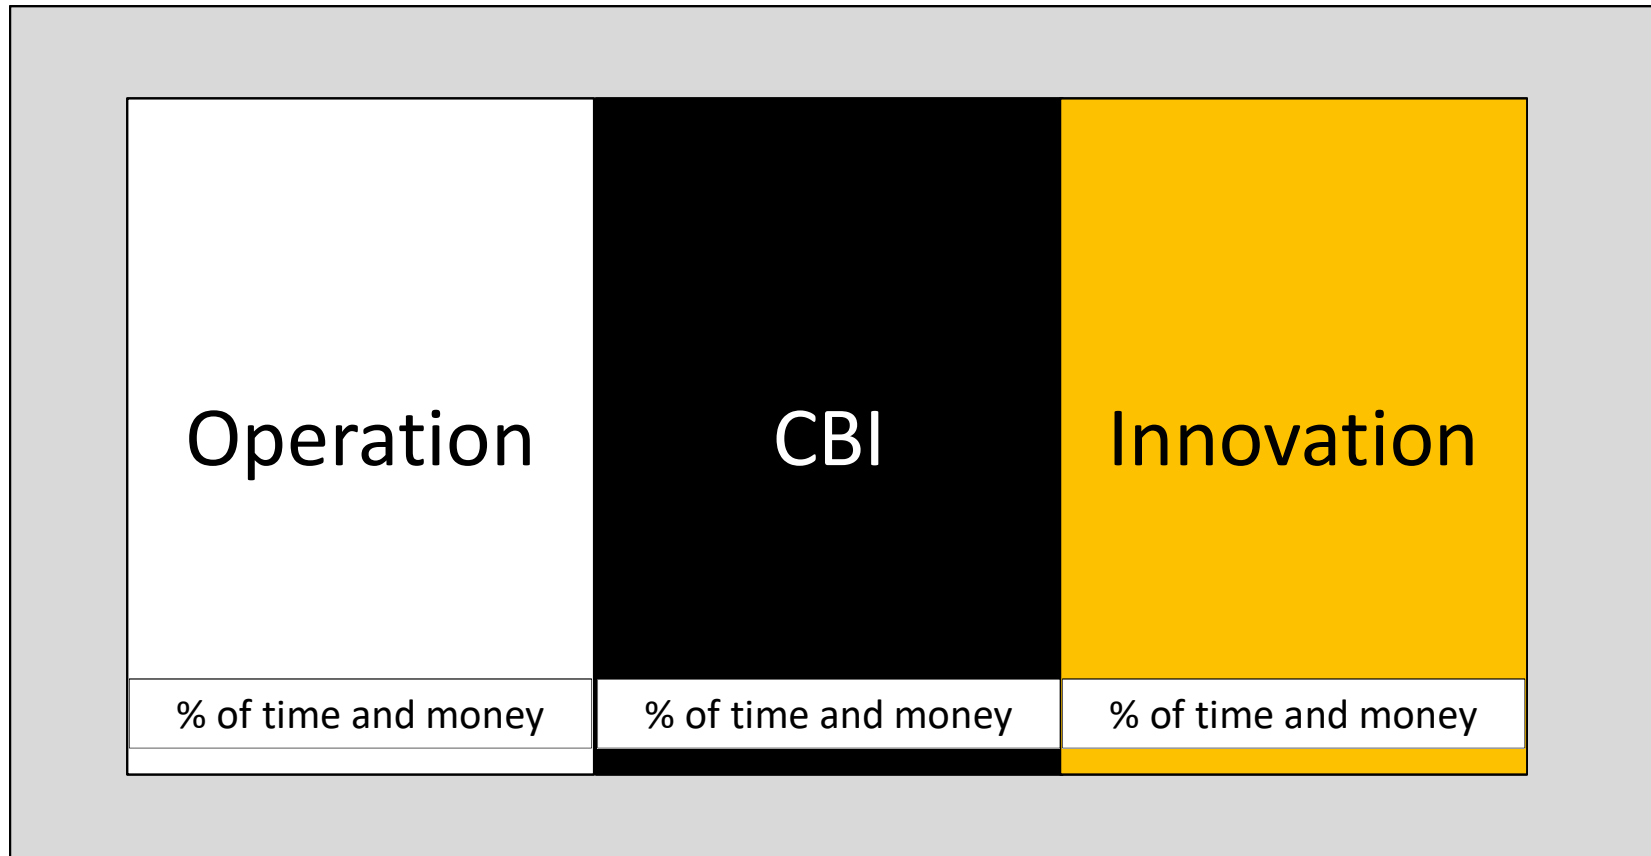 Operation
CBI
Innovation
% of time and money
% of time and money
% of time and money